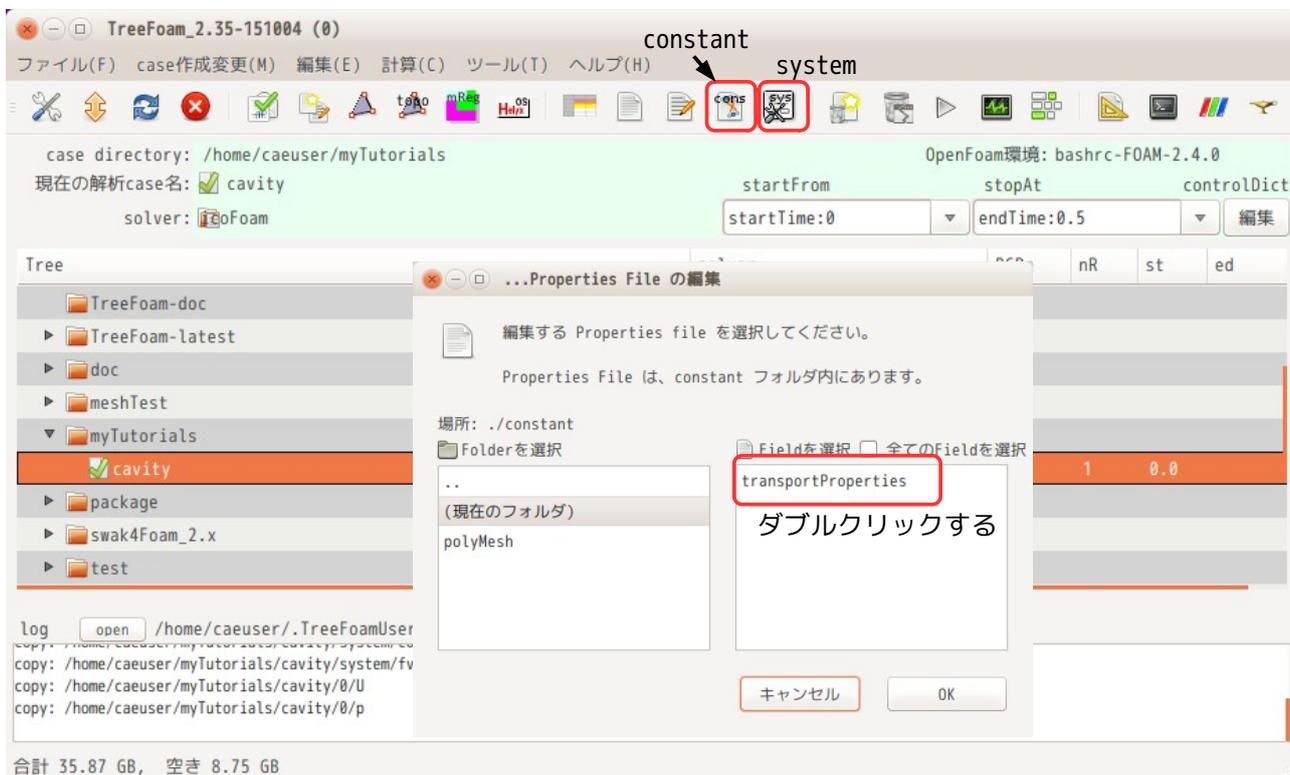 TreeFoam_2.35-151004 (0)
constant
ファイル(F) case作成変更(M) 編集(E) 計算(C) ツール(T) ヘルプ(H)
system
topo mReg cons sys
case directory: /home/caeuser/myTutorials
OpenFoam環境: bashrc-FOAM-2.4.0
現在の解析case名: cavity
startFrom stopAt controlDict
solver: icoFoam
startTime:0 endTime:0.5 編集
Tree nR st ed
...Properties File の編集
TreeFoam-doc
編集する Properties file を選択してください。
TreeFoam-latest
doc
Properties File は、constant フォルダ内にあります。
meshTest
場所: ./constant
myTutorials
Folderを選択 Fieldを選択 全てのFieldを選択
cavity 1 0.0
.. transportProperties
package
(現在のフォルダ)
ダブルクリックする
swak4Foam_2.x
polyMesh
test
log open /home/caeuser/.TreeFoamUser
copy: /home/caeuser/myTutorials/cavity/system/fv
copy: /home/caeuser/myTutorials/cavity/0/U
キャンセル OK
copy: /home/caeuser/myTutorials/cavity/0/p
合計 35.87 GB, 空き 8.75 GB